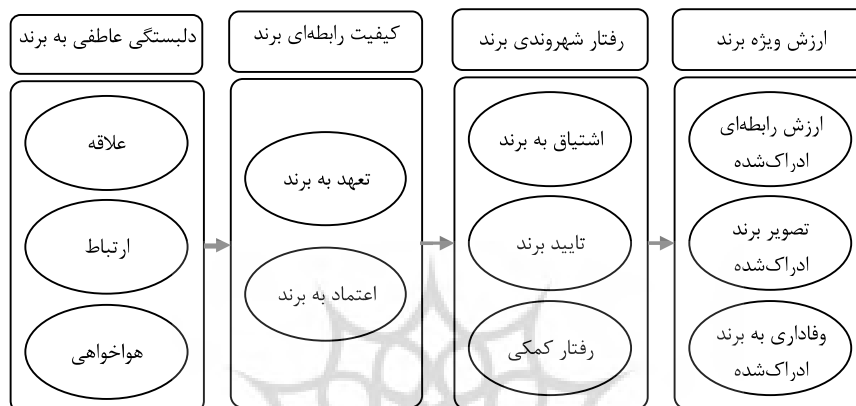 ارزش ویژه برند
رفتار شهروندی برند
کیفیت رابطه‌ای برند
دلبستگی عاطفی به برند
ارزش رابطه‌ای
ادراک‌شده
تصویر برند
ادراک‌شده
وفاداری به برند
ادراک‌شده
اشتیاق به برند
تایید برند
رفتار کمکی
تعهد به برند
اعتماد به برند
علاقه
ارتباط
هواخواهی